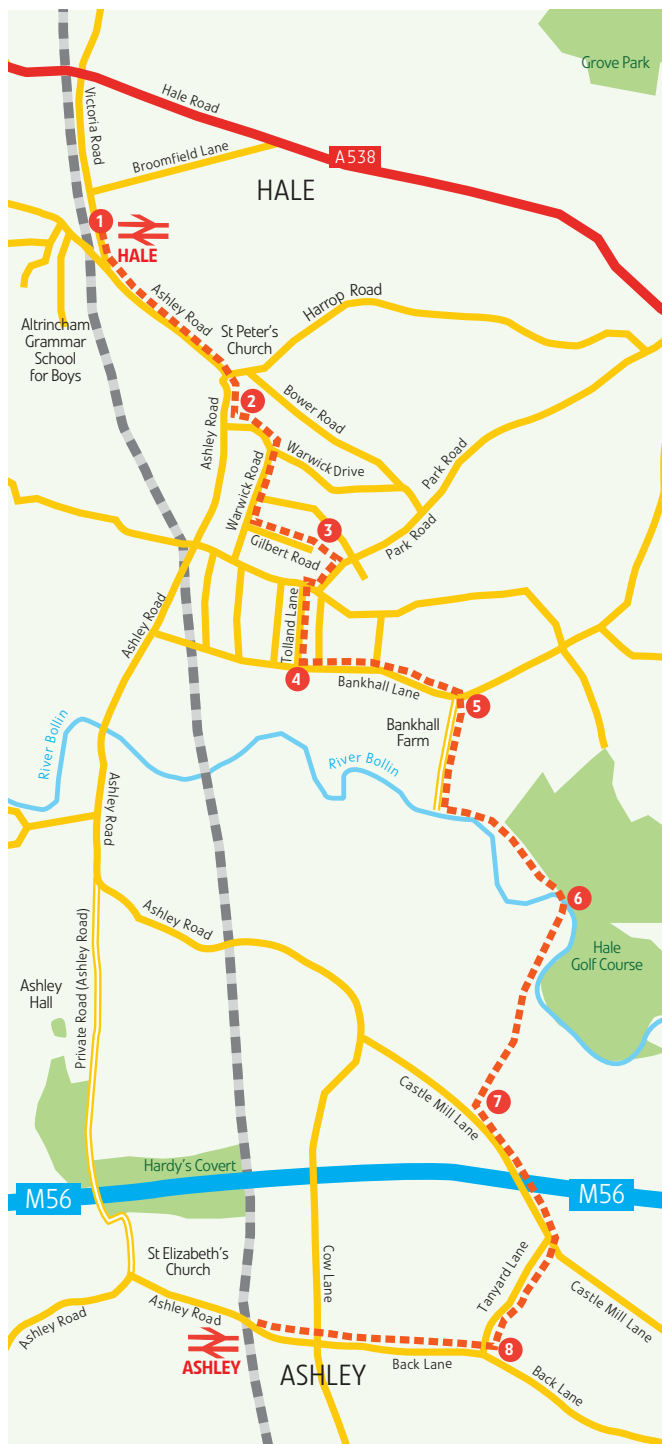 Grove Park
Hale Road
Victoria Road
A538
Broomfield Lane
HALE
1
HALE
Ashley Road
Harrop Road
St Peter's
Church
Altrincham
Grammar
School
for Boys
2
Bower Road
Ashley Road
Warwick Drive
Park Road
Warwick Road
3
Gilbert Road
Park Road
Ashley Road
Tolland Lane
4
Bankhall Lane
5
Bankhall
Farm
River Bollin
River Bollin
Ashley Road
6
Ashley Road
Private Road (Ashley Road)
Hale
Golf Course
Ashley
Hall
Castle Mill Lane
7
Hardy's Covert
M56
M56
St Elizabeth's
Church
Cow Lane
Tanyard Lane
Castle Mill Lane
Ashley Road
Ashley Road
ASHLEY
ASHLEY
Back Lane
8
Back Lane